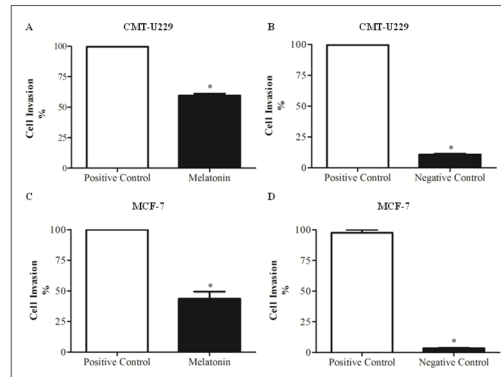 A
CMT-U229
Cell Invasion
%
100
75
50
25
0
*
Positive Control
Melatonin
B
CMT-U229
Cell Invasion
%
100
75
50
25
0
*
Positive Control
Negative Control
C
MCF-7
Cell Invasion
%
100
75
50
25
0
*
Positive Control
Melatonin
D
MCF-7
Cell Invasion
%
100
75
50
25
0
*
Positive Control
Negative Control